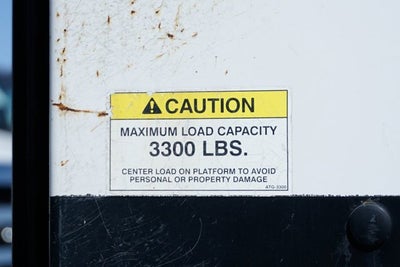 CAUTION
MAXIMUM LOAD CAPACITY
3300 LBS.
CENTER LOAD ON PLATFORM TO AVOID
PERSONAL OR PROPERTY DAMAGE
ATG-3300